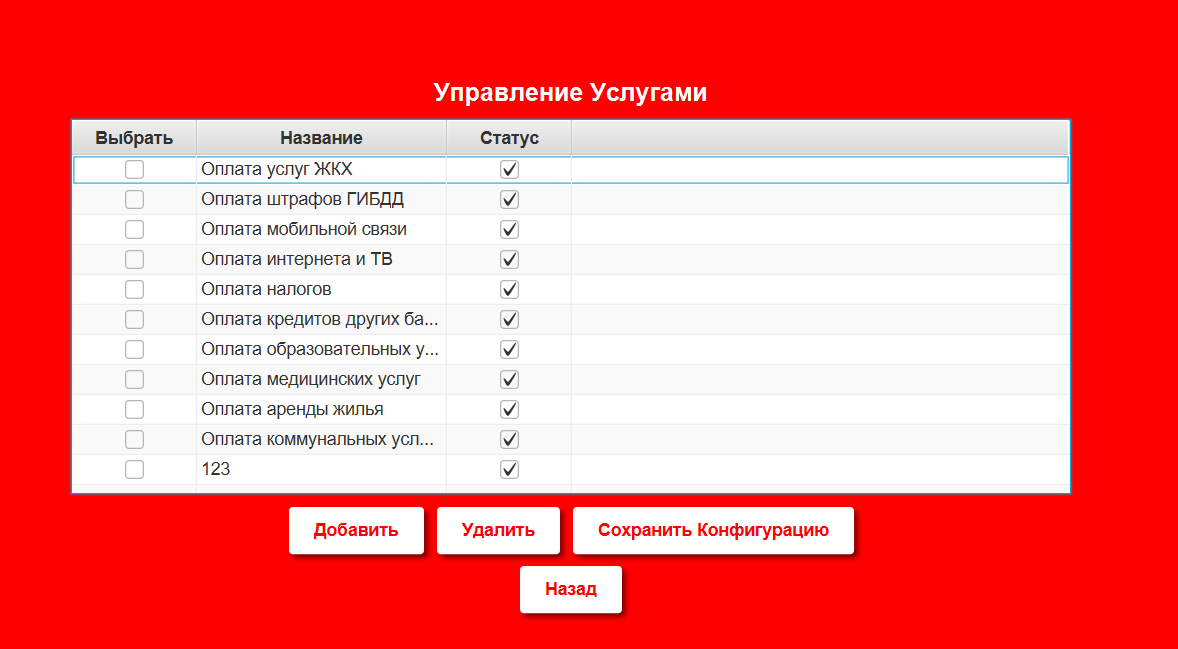 Управление Услугами
Выбрать Название Статус
Оплата услуг ЖКХ
Оплата штрафов ГИБДД
Оплата мобильной связи
Оплата интернета и ТВ
Оплата налогов
Оплата кредитов других ба...
Оплата образовательных у...
Оплата медицинских услуг
Оплата аренды жилья
Оплата коммунальных усл...
123
Добавить Удалить Сохранить Конфигурацию
Назад